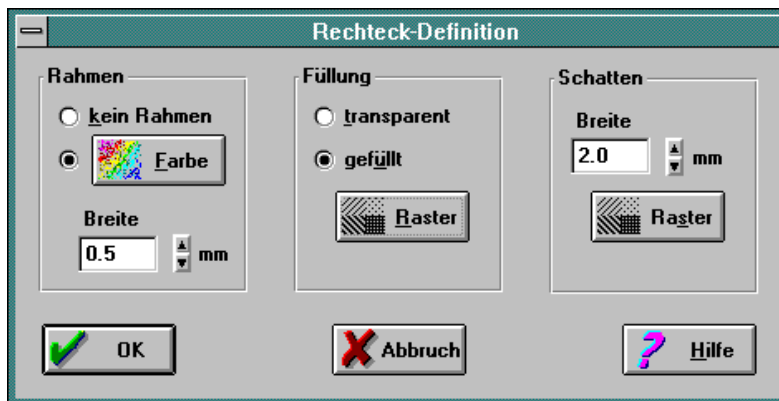 Rechteck-Definition
Rahmen
kein Rahmen
Farbe
Breite
0.5 mm
Füllung
transparent
gefüllt
Raster
Schatten
Breite
2.0 mm
Raster
OK
Abbruch
Hilfe